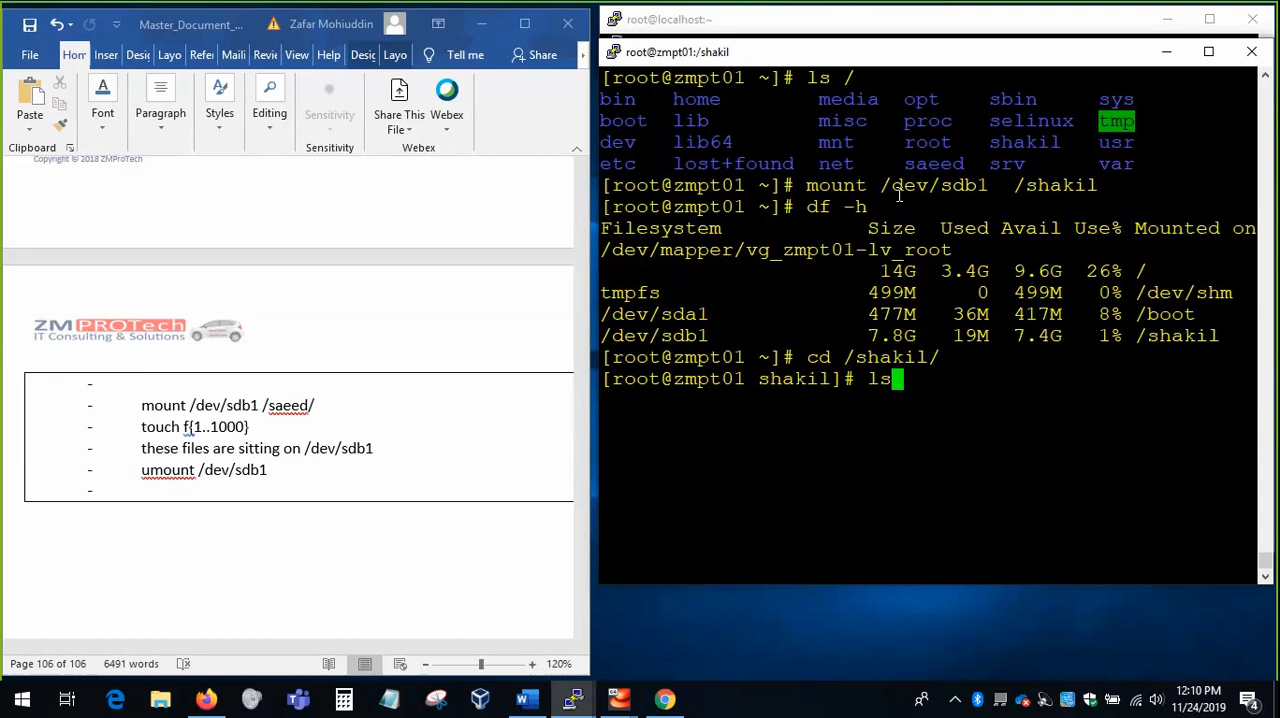 Master_Document_...
Zafar Mohiuddin
File
Hom
Inser
Desig
Layo
Refer
Maili
Revie
View
Help
Desig
Layo
Tell me
Share
Paste
Font
Paragraph
Styles
Editing
Sensitivity
Share This
File
Webex
Clipboard
Sensitivity
Webex
Copyright © 2018 ZMProTech
ZMPROTech
IT Consulting & Solutions
-
- mount /dev/sdb1 /saeed/
- touch f{1..1000}
- these files are sitting on /dev/sdb1
- umount /dev/sdb1
-
Page 106 of 106
6491 words
120%
root@localhost:~
root@zmpt01:/shakil
[root@zmpt01 ~]# ls /
bin home media opt sbin sys
boot lib misc proc selinux tmp
dev lib64 mnt root shakil usr
etc lost+found net saeed srv var
[root@zmpt01 ~]# mount /dev/sdb1  /shakil
[root@zmpt01 ~]# df -h
Filesystem Size Used Avail Use% Mounted on
/dev/mapper/vg_zmpt01-lv_root
14G 3.4G 9.6G 26% /
tmpfs 499M 0 499M 0% /dev/shm
/dev/sda1 477M 36M 417M 8% /boot
/dev/sdb1 7.8G 19M 7.4G 1% /shakil
[root@zmpt01 ~]# cd /shakil/
[root@zmpt01 shakil]# ls
12:10 PM
11/24/2019
4